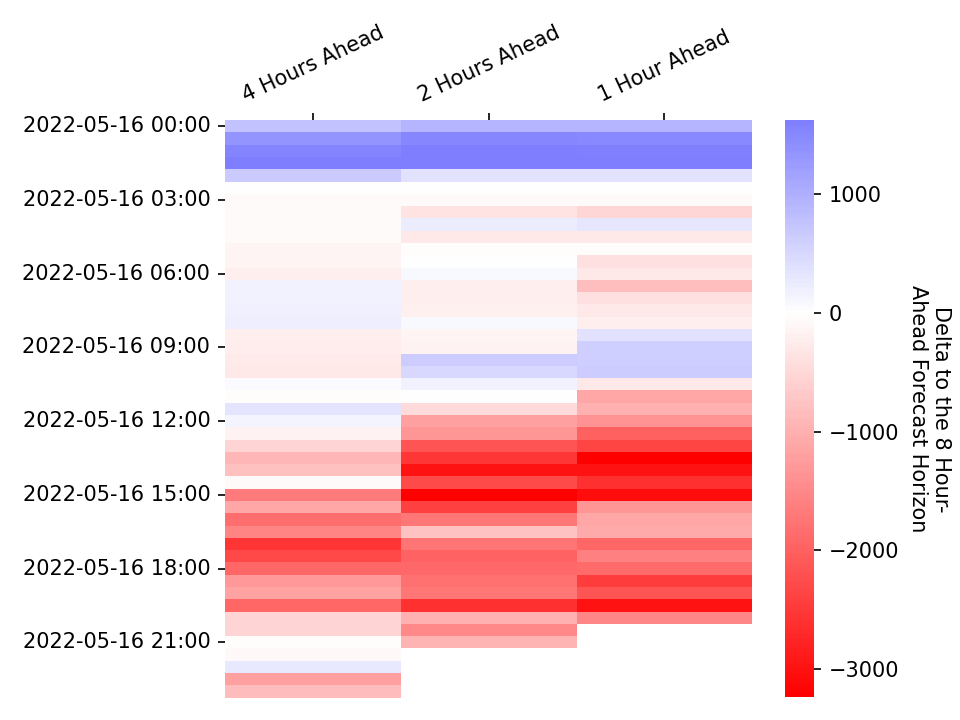 4 Hours Ahead
2 Hours Ahead
1 Hour Ahead
2022-05-16 00:00
2022-05-16 03:00
2022-05-16 06:00
2022-05-16 09:00
2022-05-16 12:00
2022-05-16 15:00
2022-05-16 18:00
2022-05-16 21:00
1000
0
−1000
−2000
−3000
Delta to the 8 Hour-
Ahead Forecast Horizon